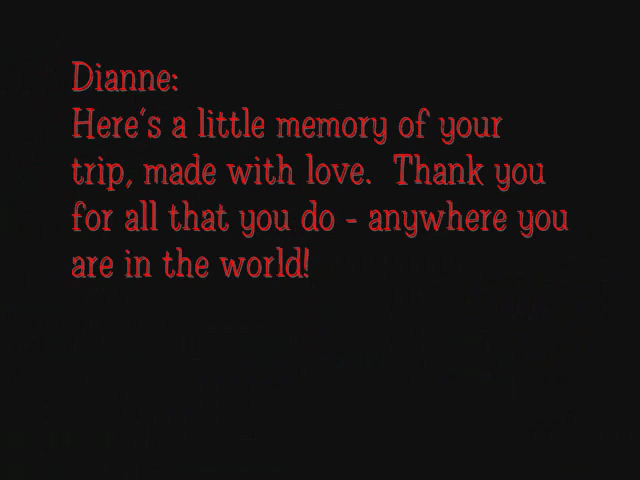 Dianne:
Here's a little memory of your
trip, made with love.  Thank you
for all that you do - anywhere you
are in the world!